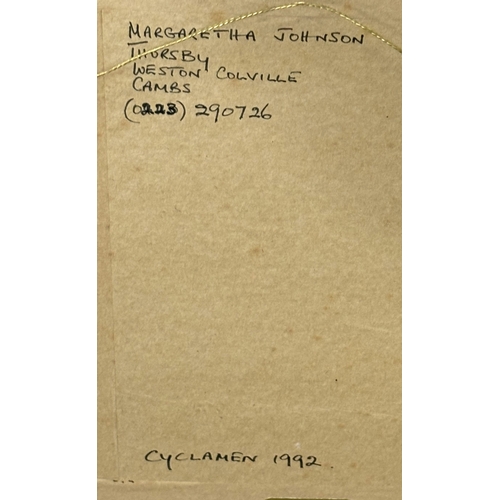 MARGARETHA JOHNSON
THURSBY
WESTON COLVILLE
CAMBS
(0223) 290726
CYCLAMEN 1992.